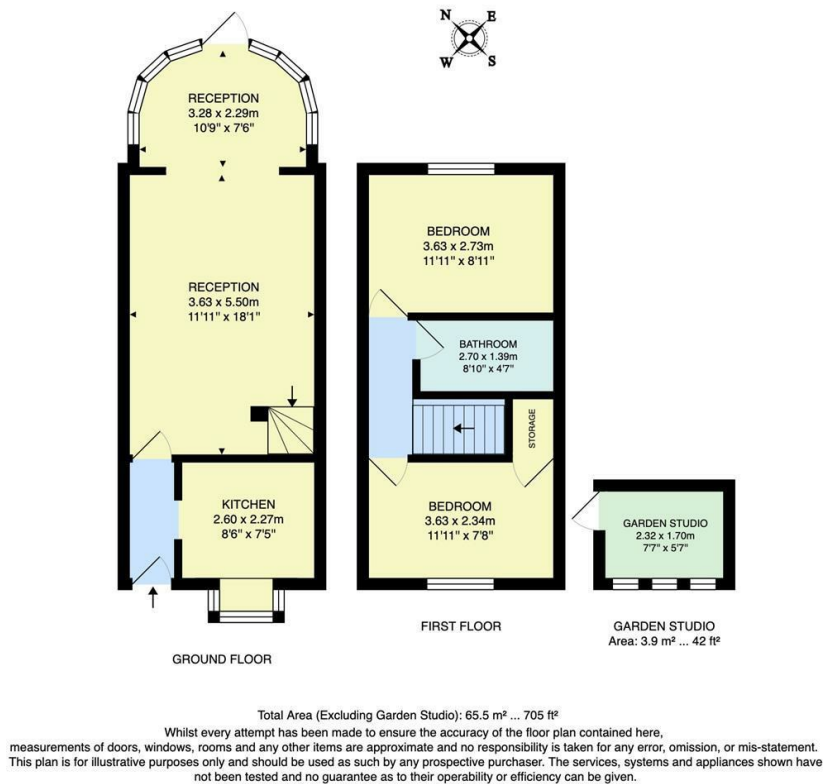 N E
W S
RECEPTION
3.28 x 2.29m
10'9" x 7'6"
RECEPTION
3.63 x 5.50m
11'11" x 18'1"
KITCHEN
2.60 x 2.27m
8'6" x 7'5"
GROUND FLOOR
BEDROOM
3.63 x 2.73m
11'11" x 8'11"
BATHROOM
2.70 x 1.39m
8'10" x 4'7"
STORAGE
BEDROOM
3.63 x 2.34m
11'11" x 7'8"
FIRST FLOOR
GARDEN STUDIO
2.32 x 1.70m
7'7" x 5'7"
GARDEN STUDIO
Area: 3.9 m² ... 42 ft²
Total Area (Excluding Garden Studio): 65.5 m² ... 705 ft²
Whilst every attempt has been made to ensure the accuracy of the floor plan contained here,
measurements of doors, windows, rooms and any other items are approximate and no responsibility is taken for any error, omission, or mis-statement.
This plan is for illustrative purposes only and should be used as such by any prospective purchaser. The services, systems and appliances shown have
not been tested and no guarantee as to their operability or efficiency can be given.